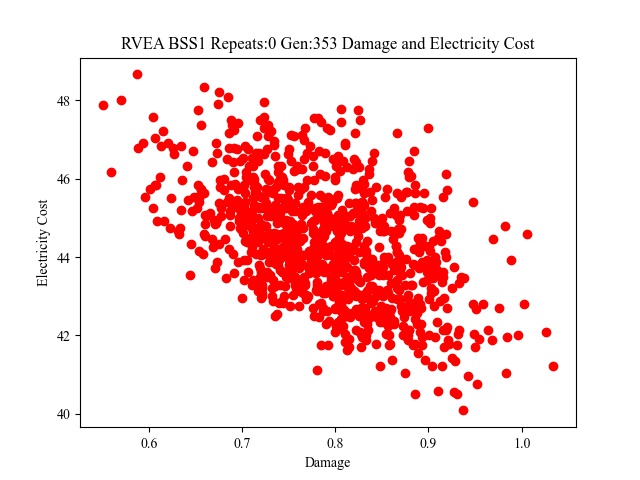 RVEA BSS1 Repeats:0 Gen:353 Damage and Electricity Cost
48
46
44
42
40
Electricity Cost
0.6 0.7 0.8 0.9 1.0
Damage